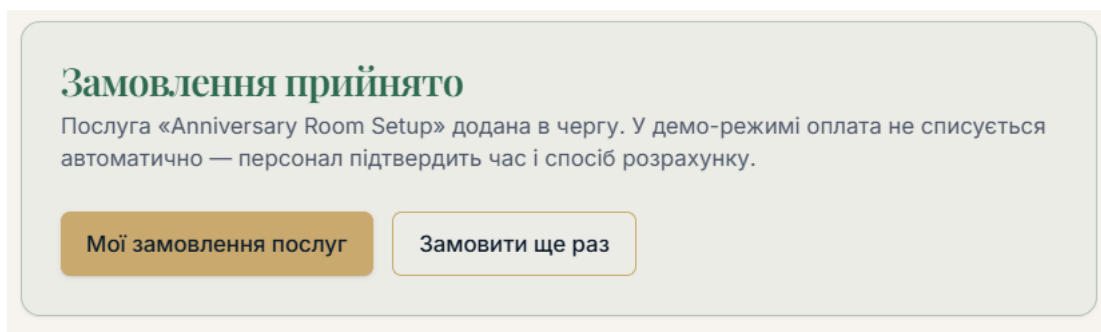 Замовлення прийнято
Послуга «Anniversary Room Setup» додана в чергу. У демо-режимі оплата не списується
автоматично — персонал підтвердить час і спосіб розрахунку.
Мої замовлення послуг
Замовити ще раз